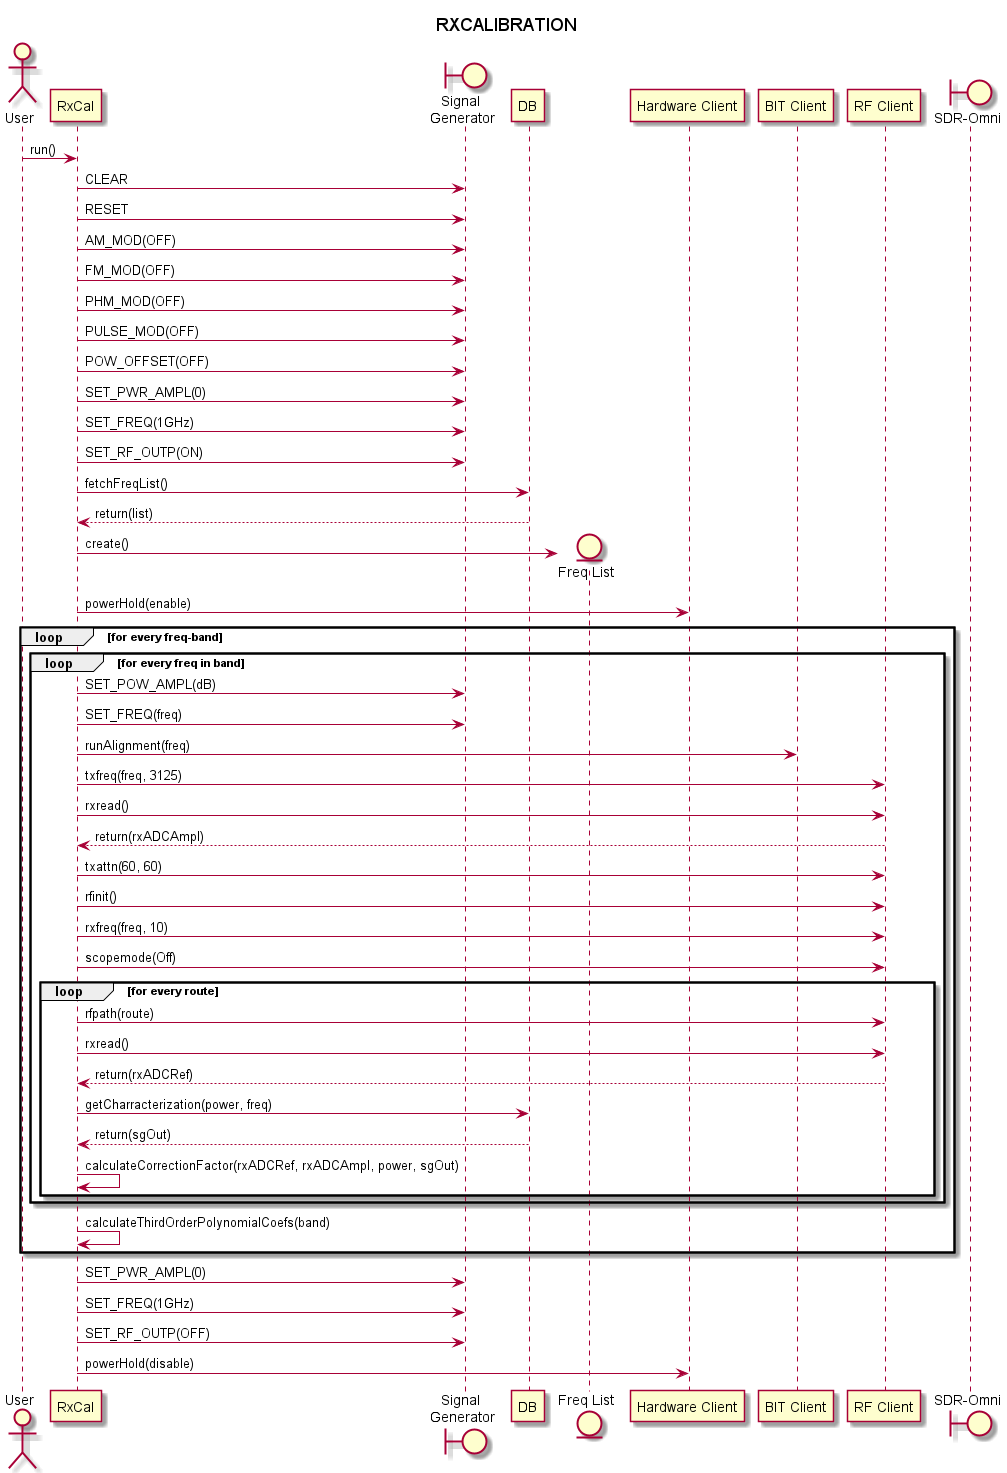 RXCALIBRATION
User
RxCal
Signal
Generator
DB
Hardware Client
BIT Client
RF Client
SDR-Omni
run()
CLEAR
RESET
AM_MOD(OFF)
FM_MOD(OFF)
PHM_MOD(OFF)
PULSE_MOD(OFF)
POW_OFFSET(OFF)
SET_PWR_AMPL(0)
SET_FREQ(1GHz)
SET_RF_OUTP(ON)
fetchFreqList()
return(list)
create()
Freq List
powerHold(enable)
loop [for every freq-band]
loop [for every freq in band]
SET_POW_AMPL(dB)
SET_FREQ(freq)
runAlignment(freq)
txfreq(freq, 3125)
rxread()
return(rxADCAmpl)
txattn(60, 60)
rfinit()
rxfreq(freq, 10)
scopemode(Off)
loop [for every route]
rfpath(route)
rxread()
return(rxADCRef)
getCharracterization(power, freq)
return(sgOut)
calculateCorrectionFactor(rxADCRef, rxADCAmpl, power, sgOut)
calculateThirdOrderPolynomialCoefs(band)
SET_PWR_AMPL(0)
SET_FREQ(1GHz)
SET_RF_OUTP(OFF)
powerHold(disable)
User
RxCal
Signal
Generator
DB
Freq List
Hardware Client
BIT Client
RF Client
SDR-Omni